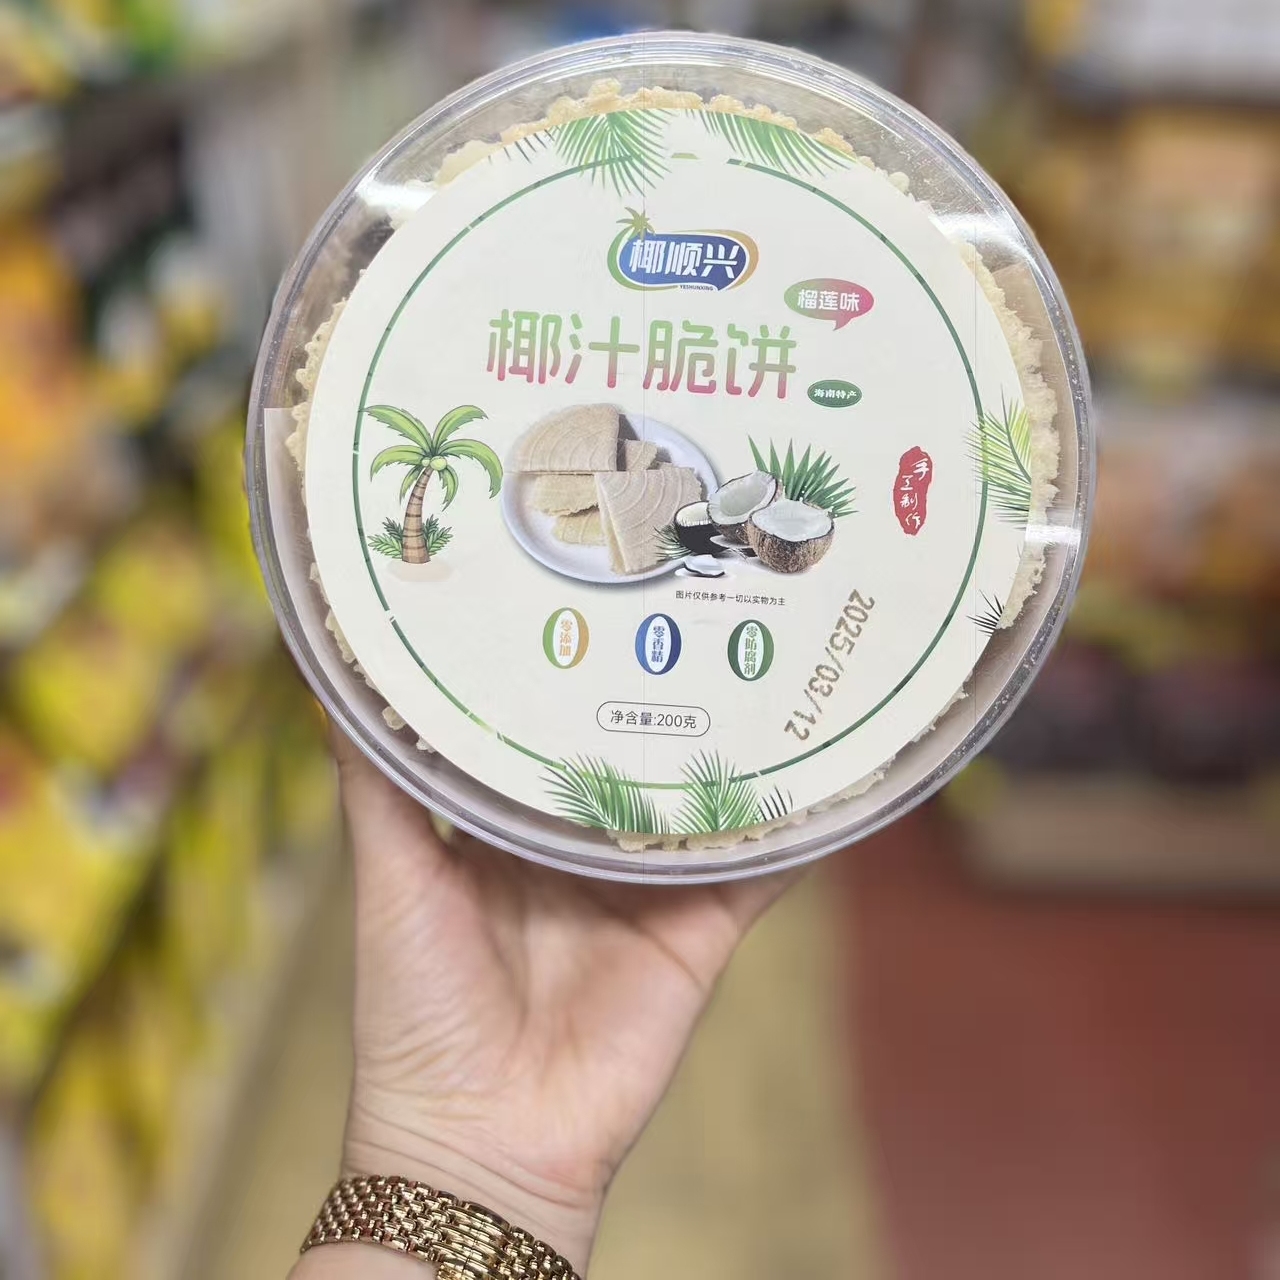 椰顺兴
YESHUNXING
榴莲味
椰汁脆饼
海南特产
手工制作
图片仅供参考一切以实物为主
零添加
零香精
零防腐剂
2025/03/12
净含量:200克